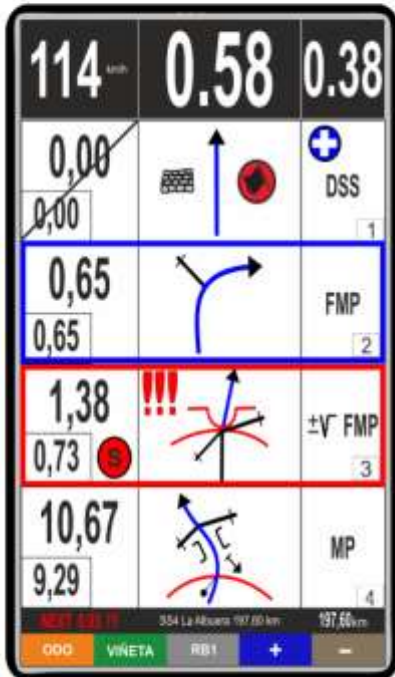 114 km/h 0.58 0.38
0,00
0,00
DSS
1
0,65
0,65
FMP
2
1,38
!!!
0,73 S
±V FMP
3
10,67
9,29
MP
4
SS4 La Albuera 197,60 km 197,60km
ODO VIÑETA RB1 + -